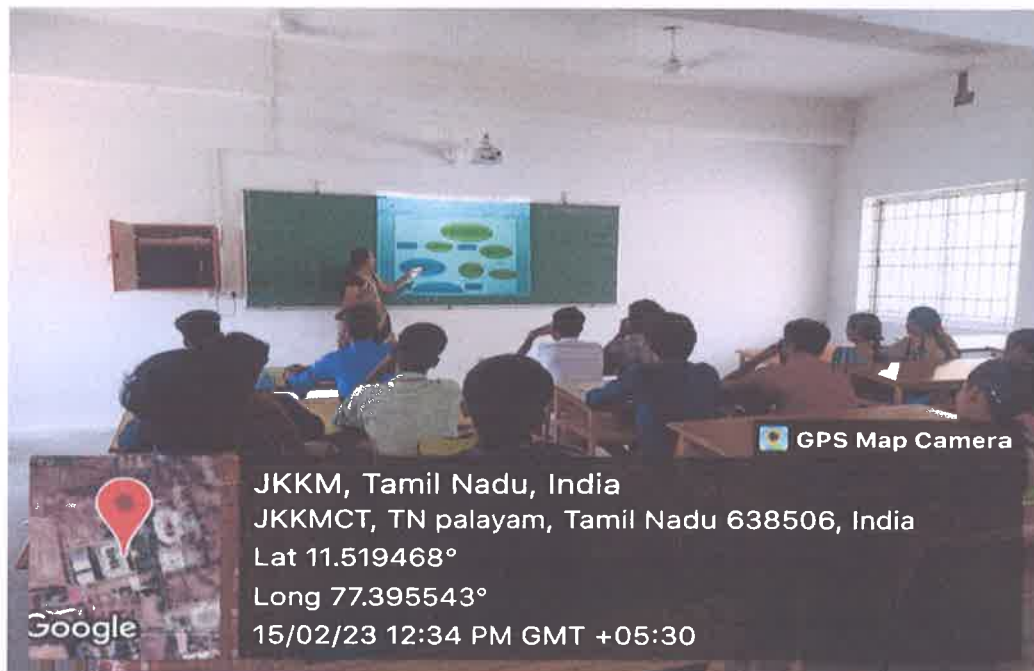 GPS Map Camera
JKKM, Tamil Nadu, India
JKKMCT, TN palayam, Tamil Nadu 638506, India
Lat 11.519468°
Long 77.395543°
15/02/23 12:34 PM GMT +05:30
Google